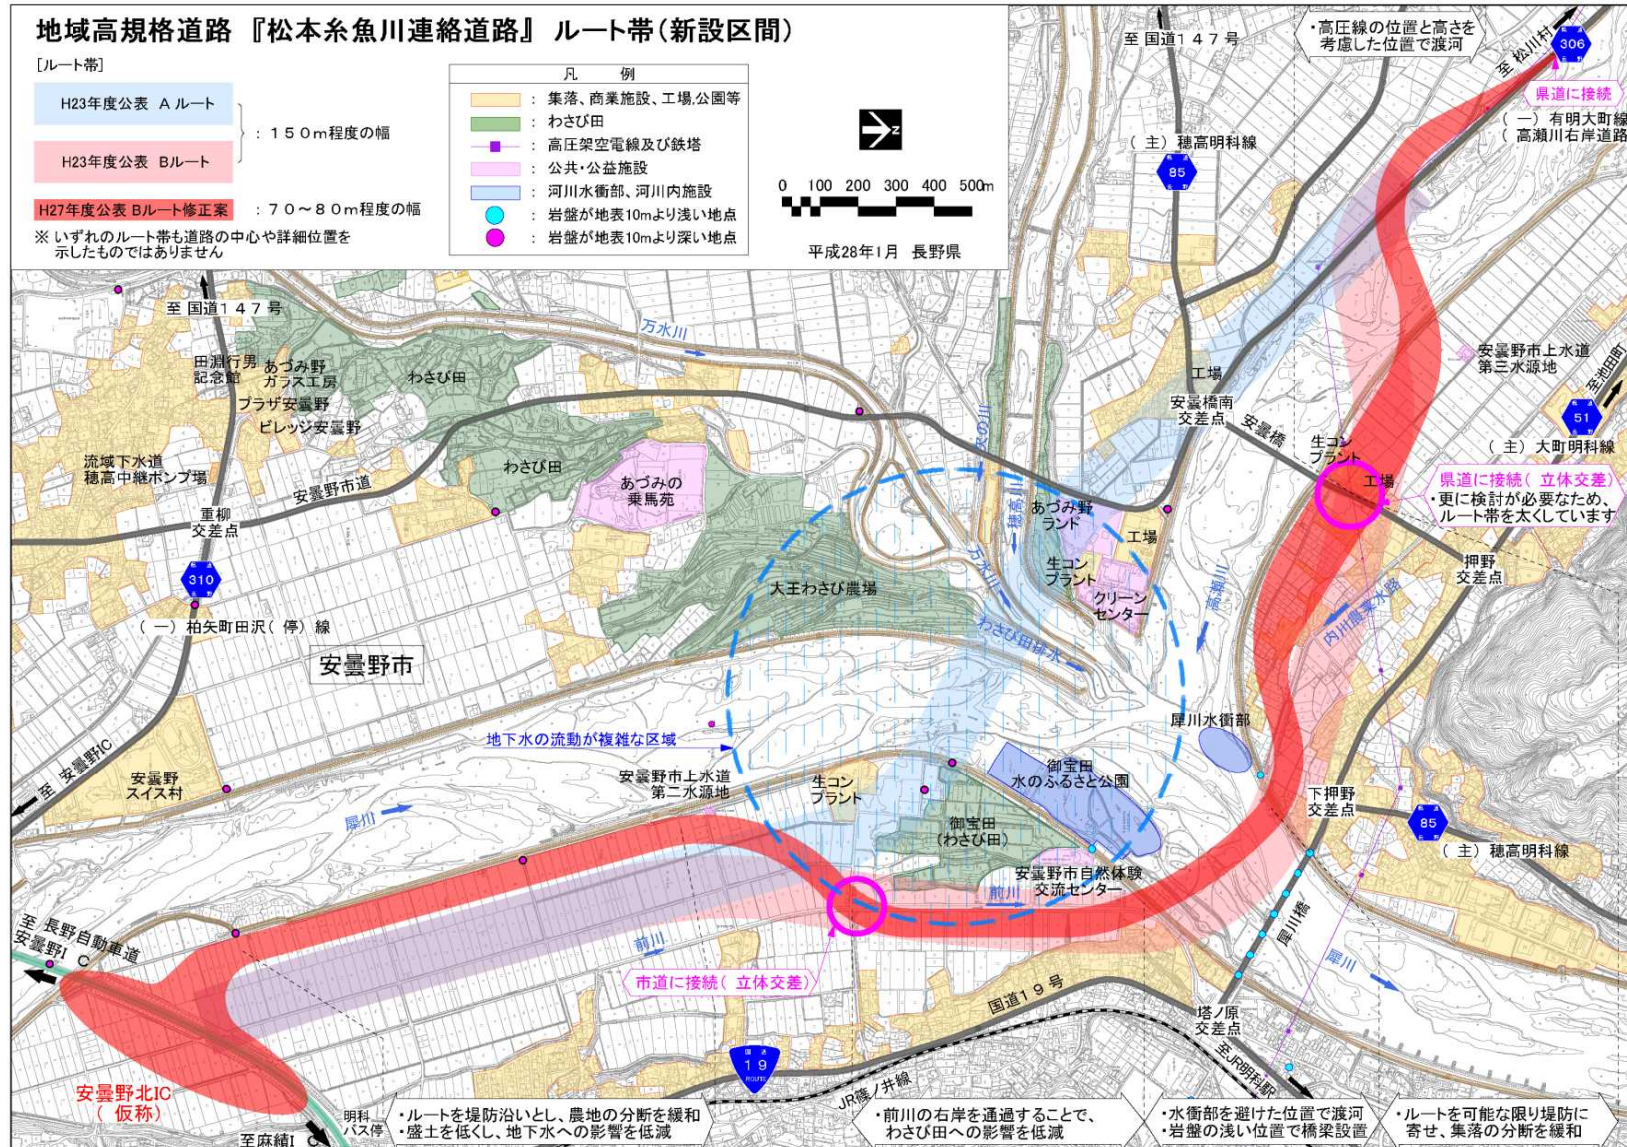 地域高規格道路 『松本糸魚川連絡道路』 ルート帯(新設区間)
[ルート帯]
H23年度公表 A ルート
H23年度公表 Bルート
: 150m程度の幅
H27年度公表 Bルート修正案
: 70～80m程度の幅
※ いずれのルート帯も道路の中心や詳細位置を
示したものではありません
凡 例
: 集落、商業施設、工場,公園等
: わさび田
: 高圧架空電線及び鉄塔
: 公共・公益施設
: 河川水衝部、河川内施設
: 岩盤が地表10mより浅い地点
: 岩盤が地表10mより深い地点
Z
0 100 200 300 400 500m
平成28年1月 長野県
至 国道147号
・高圧線の位置と高さを
考慮した位置で渡河
至 松川村
306
県道に接続
(一) 有明大町線
( 高瀬川右岸道路
(主) 穂高明科線
85
至 国道147号
万水川
田淵行男
記念館
あづみ野
ガラス工房
プラザ安曇野
ビレッジ安曇野
わさび田
わさび田
流域下水道
穂高中継ポンプ場
安曇野市道
重柳
交差点
310
(一) 柏矢町田沢(停) 線
安曇野市
あづみの
乗馬苑
大王わさび農場
穂高川
万水川
わさび田排水
あづみ野
ランド
工場
生コン
プラント
クリーン
センター
高瀬川
工場
安曇橋南
交差点
安曇橋
生コン
プラント
工場
安曇野市上水道
第三水源地
至池田町
51
(主) 大町明科線
県道に接続( 立体交差)
・更に検討が必要なため、
ルート帯を太くしています
押野
交差点
内川農業水路
犀川水衝部
下押野
交差点
85
(主) 穂高明科線
地下水の流動が複雑な区域
至 安曇野IC
安曇野
スイス村
犀川
安曇野市上水道
第二水源地
生コン
プラント
御宝田
水のふるさと公園
御宝田
(わさび田)
安曇野市自然体験
交流センター
前川
前川
犀川橋
犀川
至 長野自動車道
安曇野I C
市道に接続( 立体交差)
国道19号
塔ノ原
交差点
至JR明科駅
国道
19
ROUTE
JR篠ノ井線
安曇野北IC
( 仮称)
明科
バス停
至麻績I C
・ルートを堤防沿いとし、農地の分断を緩和
・盛土を低くし、地下水への影響を低減
・前川の右岸を通過することで、
わさび田への影響を低減
・水衝部を避けた位置で渡河
・岩盤の浅い位置で橋梁設置
・ルートを可能な限り堤防に
寄せ、集落の分断を緩和